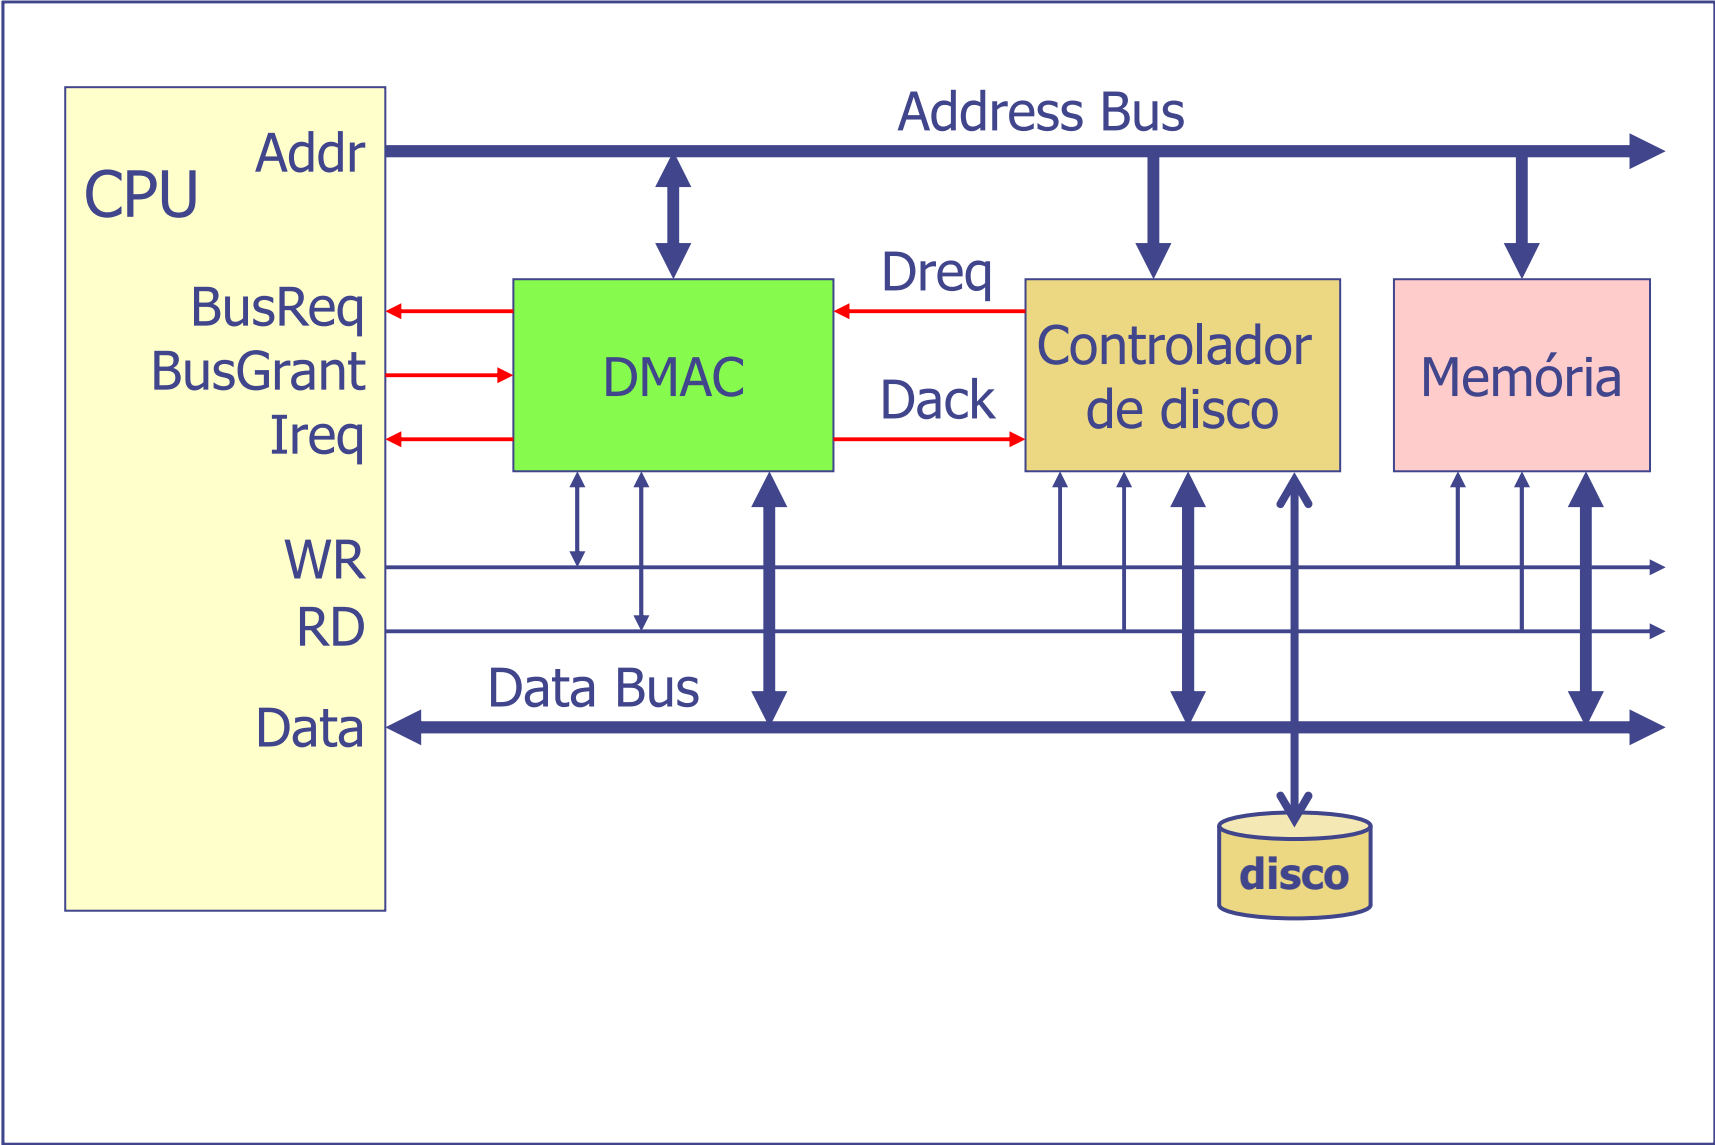 Address Bus
Addr
CPU
Dreq
BusReq
BusGrant
Ireq
DMAC
Dack
Controlador
de disco
Memória
WR
RD
Data Bus
Data
disco